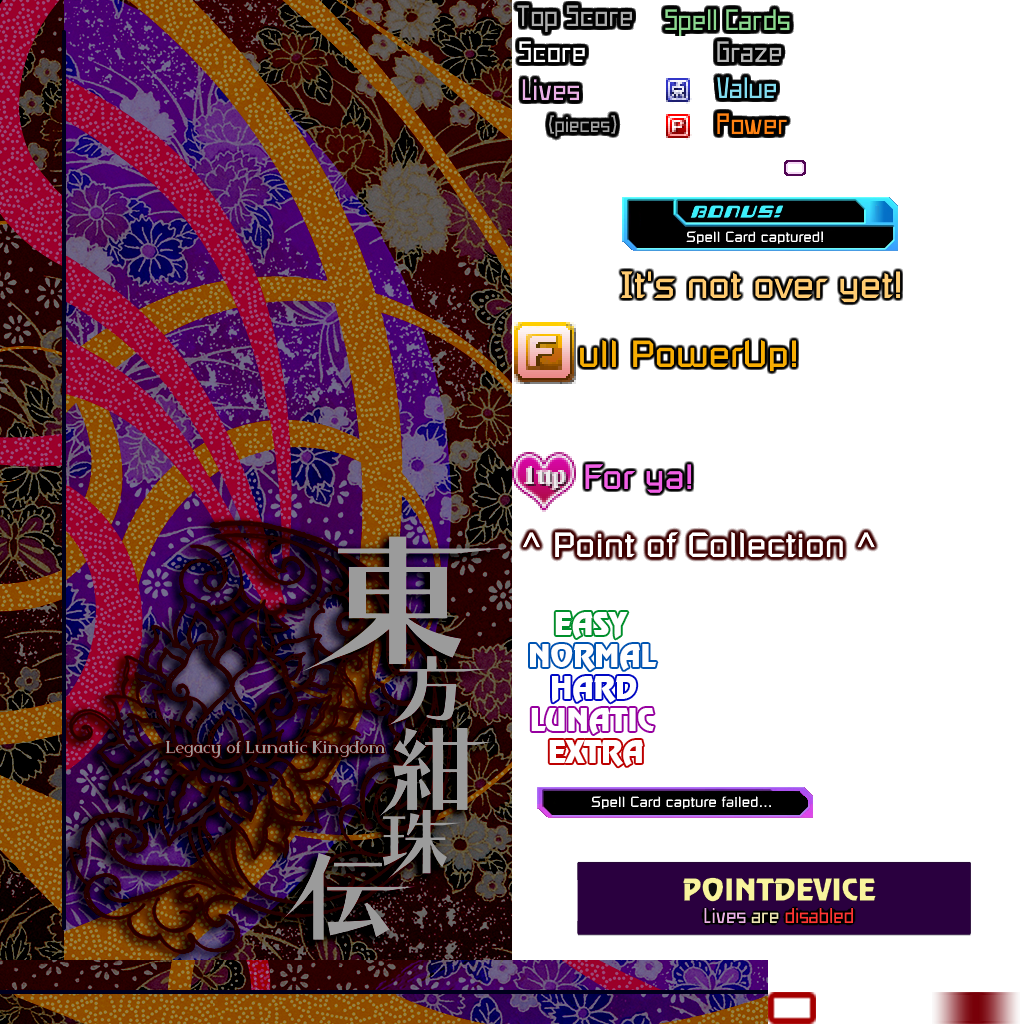 東方紺珠伝
Legacy of Lunatic Kingdom
Top Score
Score
Lives
(pieces)
Spell Cards
Graze
Value
P Power
BONUS!
Spell Card captured!
It's not over yet!
Full PowerUp!
1up For ya!
^ Point of Collection ^
EASY
NORMAL
HARD
LUNATIC
EXTRA
Spell Card capture failed...
POINTDEVICE
Lives are disabled